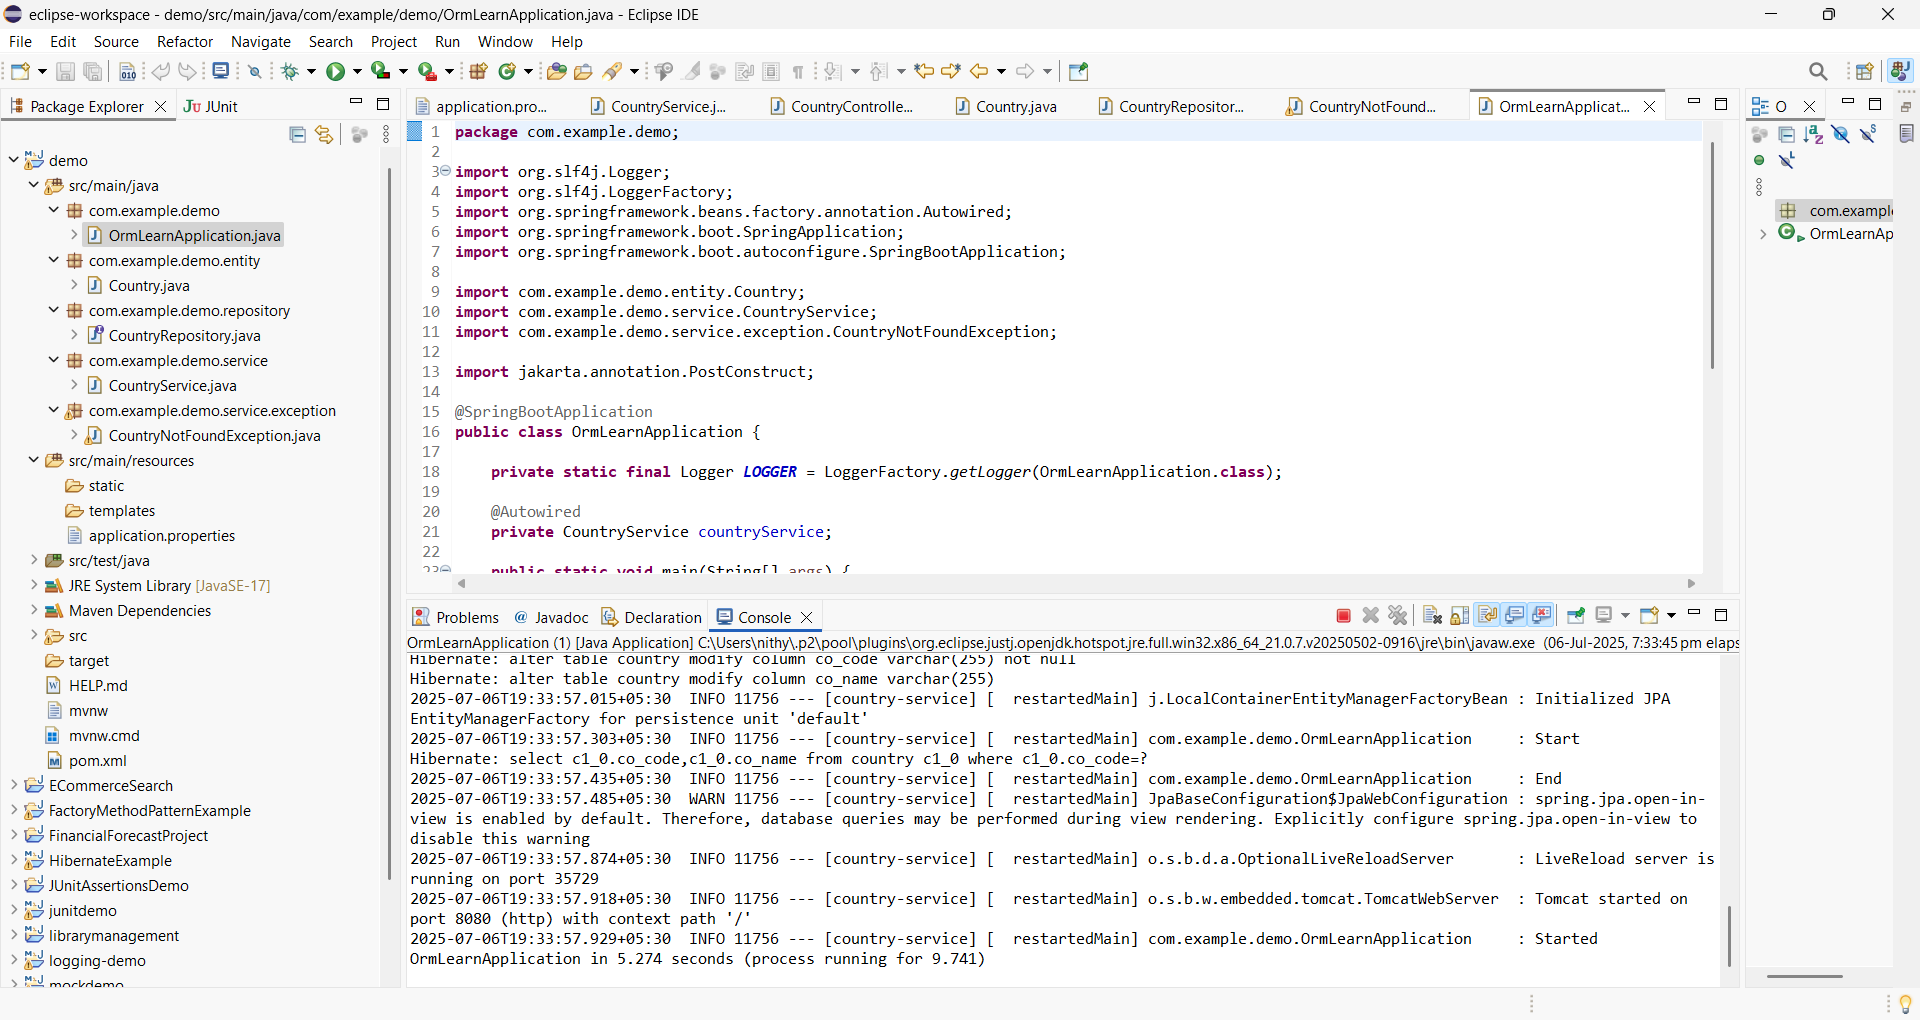 eclipse-workspace - demo/src/main/java/com/example/demo/OrmLearnApplication.java - Eclipse IDE
File Edit Source Refactor Navigate Search Project Run Window Help
Package Explorer
JUnit
demo
src/main/java
com.example.demo
OrmLearnApplication.java
com.example.demo.entity
Country.java
com.example.demo.repository
CountryRepository.java
com.example.demo.service
CountryService.java
com.example.demo.service.exception
CountryNotFoundException.java
src/main/resources
static
templates
application.properties
src/test/java
JRE System Library [JavaSE-17]
Maven Dependencies
src
target
HELP.md
mvnw
mvnw.cmd
pom.xml
ECommerceSearch
FactoryMethodPatternExample
FinancialForecastProject
HibernateExample
JUnitAssertionsDemo
junitdemo
librarymanagement
logging-demo
mockdemo
application.pro... CountryService.j... CountryControlle... Country.java CountryRepositor... CountryNotFound... OrmLearnApplicat...
1 package com.example.demo;
2
3 import org.slf4j.Logger;
4 import org.slf4j.LoggerFactory;
5 import org.springframework.beans.factory.annotation.Autowired;
6 import org.springframework.boot.SpringApplication;
7 import org.springframework.boot.autoconfigure.SpringBootApplication;
8
9 import com.example.demo.entity.Country;
10 import com.example.demo.service.CountryService;
11 import com.example.demo.service.exception.CountryNotFoundException;
12
13 import jakarta.annotation.PostConstruct;
14
15 @SpringBootApplication
16 public class OrmLearnApplication {
17
18 private static final Logger LOGGER = LoggerFactory.getLogger(OrmLearnApplication.class);
19
20 @Autowired
21 private CountryService countryService;
22
23 public static void main(String[] args) {
Problems Javadoc Declaration Console
OrmLearnApplication (1) [Java Application] C:\Users\nithy\.p2\pool\plugins\org.eclipse.justj.openjdk.hotspot.jre.full.win32.x86_64_21.0.7.v20250502-0916\jre\bin\javaw.exe (06-Jul-2025, 7:33:45 pm elaps
Hibernate: alter table country modify column co_code varchar(255) not null
Hibernate: alter table country modify column co_name varchar(255)
2025-07-06T19:33:57.015+05:30 INFO 11756 --- [country-service] [ restartedMain] j.LocalContainerEntityManagerFactoryBean : Initialized JPA
EntityManagerFactory for persistence unit 'default'
2025-07-06T19:33:57.303+05:30 INFO 11756 --- [country-service] [ restartedMain] com.example.demo.OrmLearnApplication : Start
Hibernate: select c1_0.co_code,c1_0.co_name from country c1_0 where c1_0.co_code=?
2025-07-06T19:33:57.435+05:30 INFO 11756 --- [country-service] [ restartedMain] com.example.demo.OrmLearnApplication : End
2025-07-06T19:33:57.485+05:30 WARN 11756 --- [country-service] [ restartedMain] JpaBaseConfiguration$JpaWebConfiguration : spring.jpa.open-in-
view is enabled by default. Therefore, database queries may be performed during view rendering. Explicitly configure spring.jpa.open-in-view to
disable this warning
2025-07-06T19:33:57.874+05:30 INFO 11756 --- [country-service] [ restartedMain] o.s.b.d.a.OptionalLiveReloadServer : LiveReload server is
running on port 35729
2025-07-06T19:33:57.918+05:30 INFO 11756 --- [country-service] [ restartedMain] o.s.b.w.embedded.tomcat.TomcatWebServer : Tomcat started on
port 8080 (http) with context path '/'
2025-07-06T19:33:57.929+05:30 INFO 11756 --- [country-service] [ restartedMain] com.example.demo.OrmLearnApplication : Started
OrmLearnApplication in 5.274 seconds (process running for 9.741)
O
com.exampl
OrmLearnAp